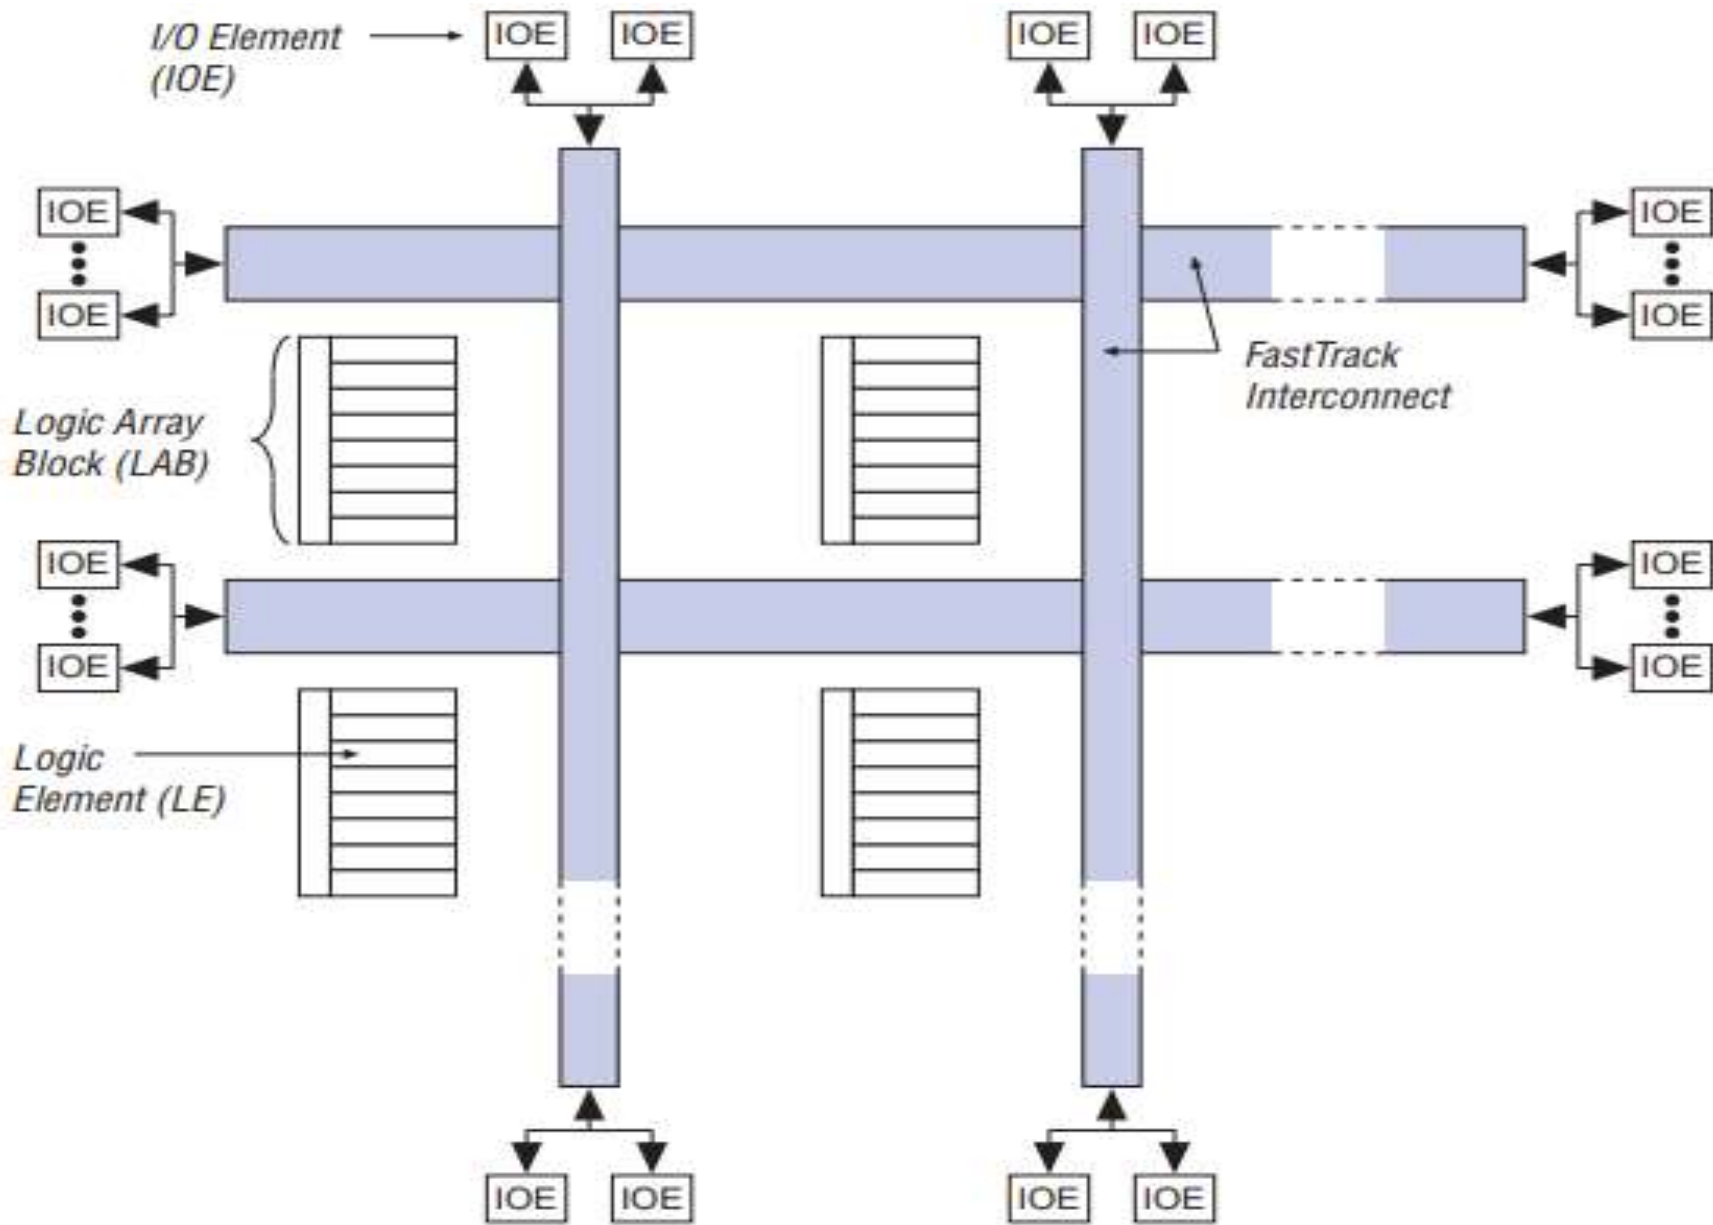 I/O Element
(IOE)
IOE IOE IOE IOE
IOE IOE
IOE IOE
FastTrack
Interconnect
Logic Array
Block (LAB)
IOE IOE
IOE IOE
Logic
Element (LE)
IOE IOE IOE IOE